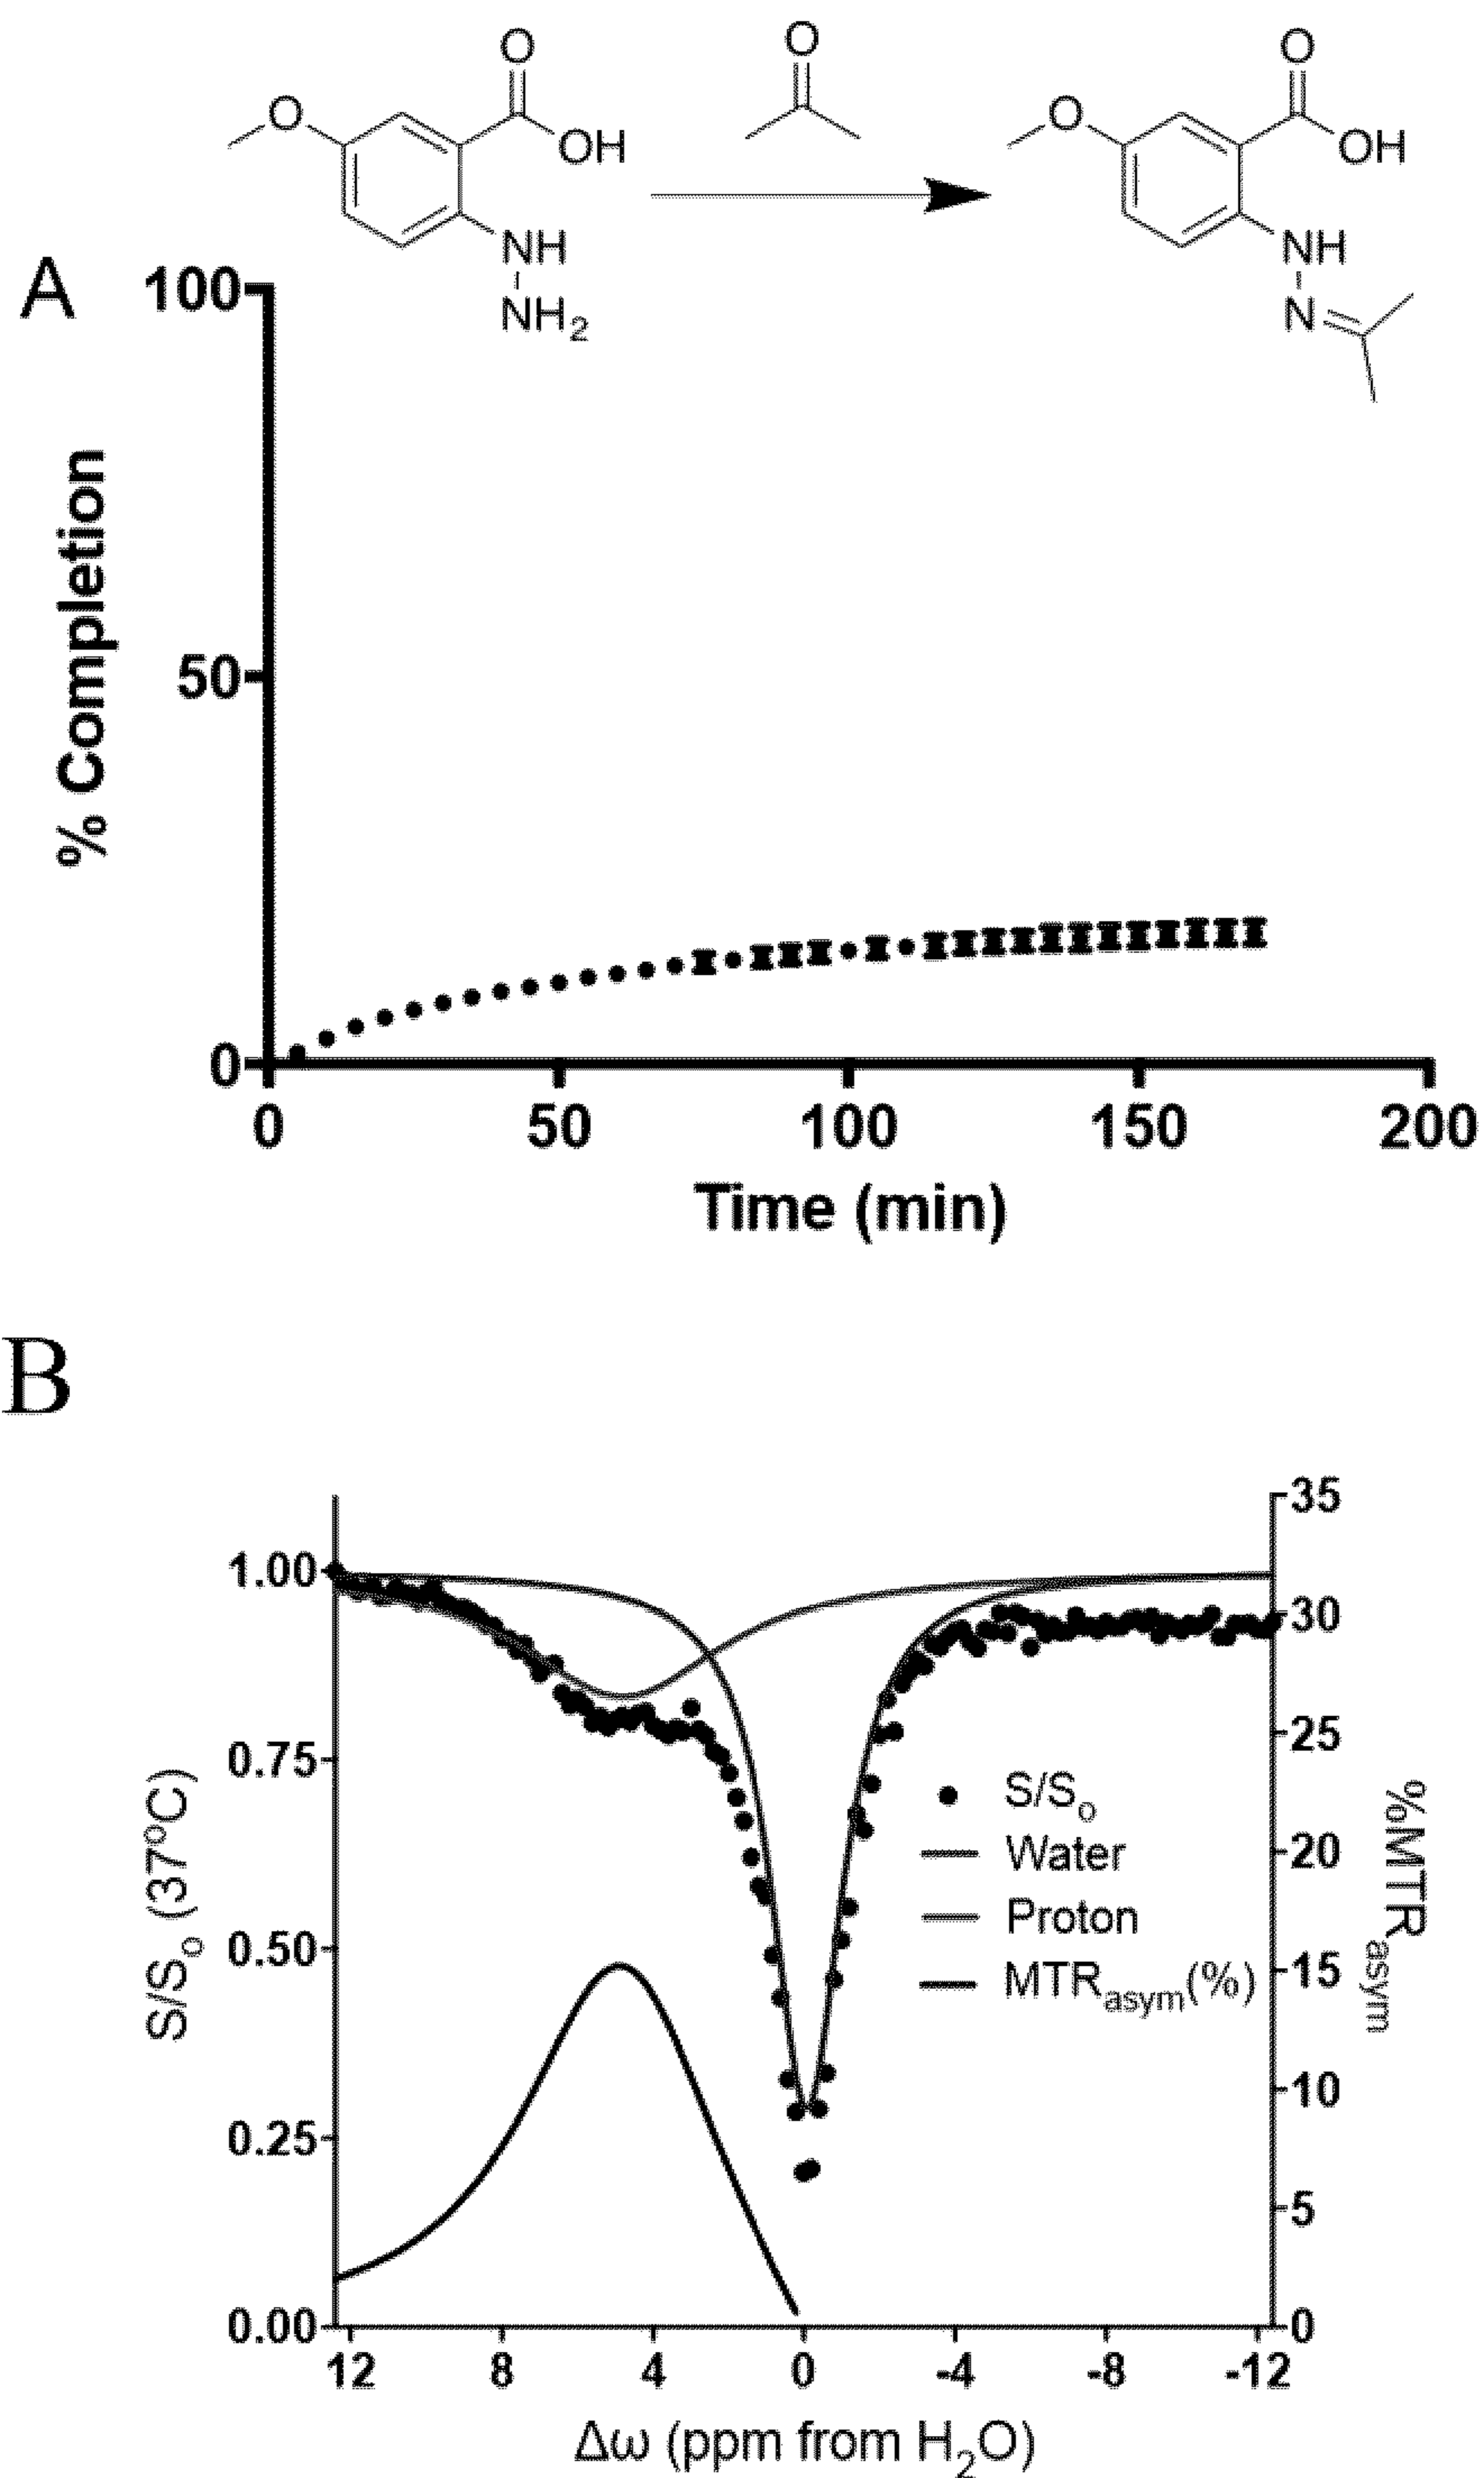 O
O
O
O
OH
O
OH
NH
NH₂
NH
N
A
100
50
0
% Completion
0 50 100 150 200
Time (min)
B
1.00
0.75
0.50
0.25
0.00
S/Sₒ (37ºC)
35
30
25
20
15
10
5
0
%MTRasym
S/Sₒ
Water
Proton
MTRasym(%)
12 8 4 0 -4 -8 -12
Δω (ppm from H₂O)